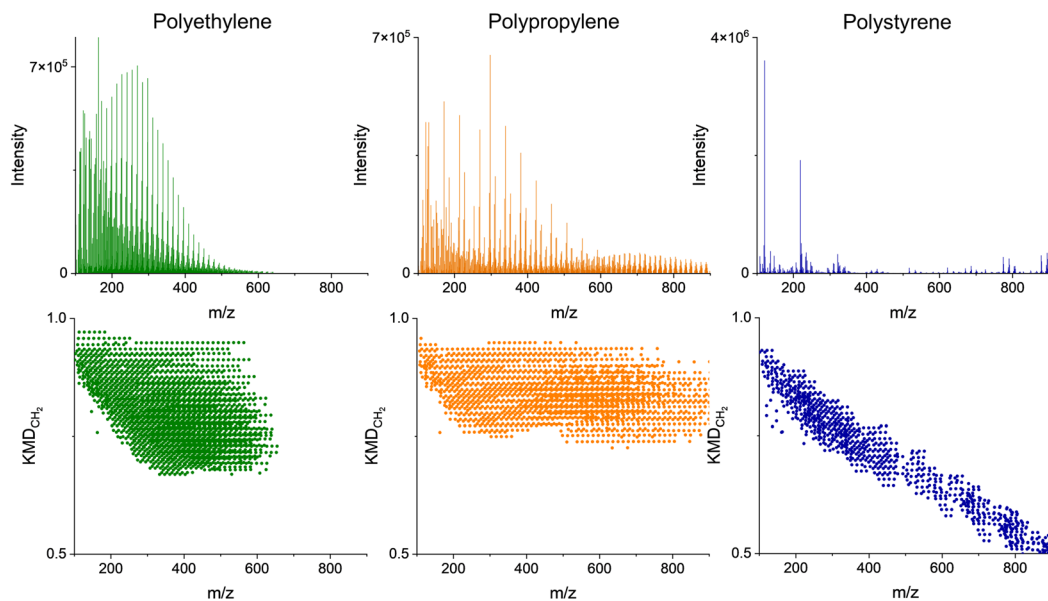 Polyethylene Polypropylene Polystyrene
7×10⁵ 7×10⁵ 4×10⁶
Intensity Intensity Intensity
0 0 0
200 400 600 800 200 400 600 800 200 400 600 800
m/z m/z m/z
1.0 1.0 1.0
KMD_CH₂ KMD_CH₂ KMD_CH₂
0.5 0.5 0.5
200 400 600 800 200 400 600 800 200 400 600 800
m/z m/z m/z